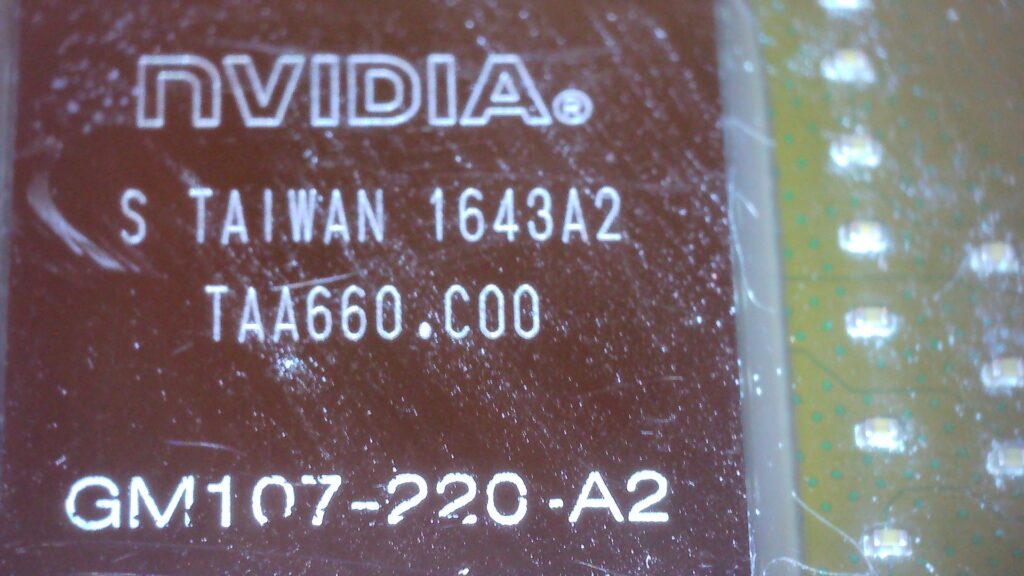 NVIDIA®
S TAIWAN 1643A2
TAA660.C00
GM107-220-A2